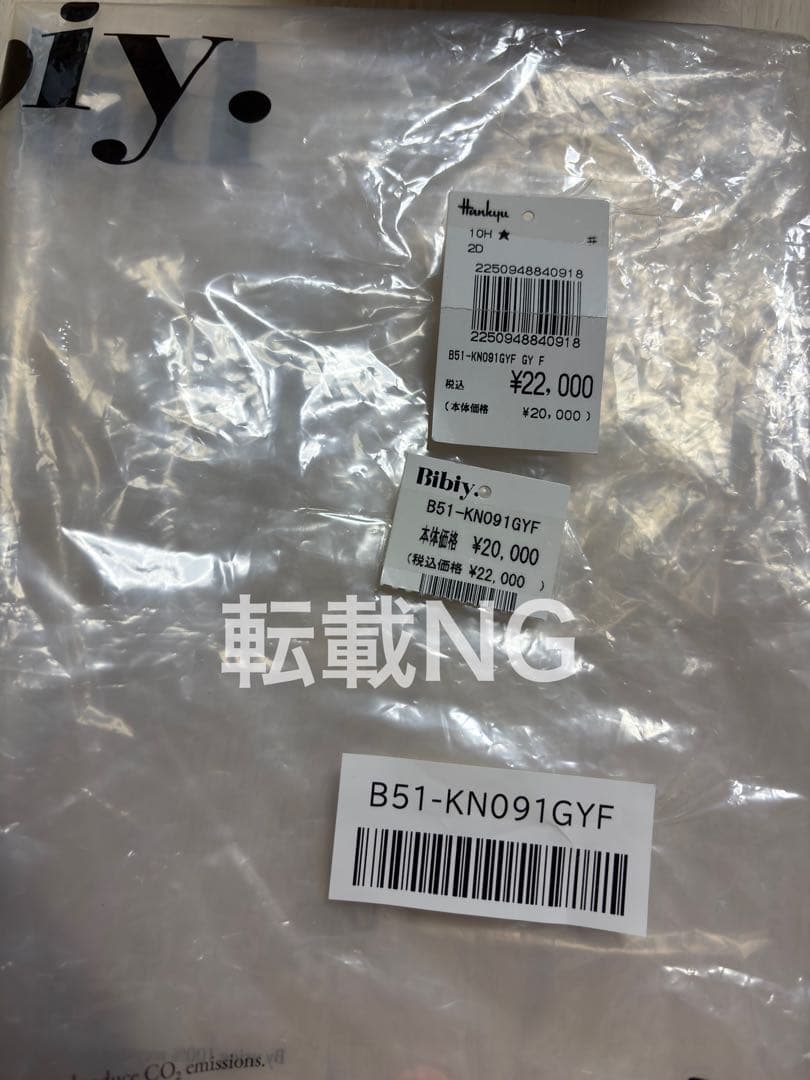 iy.
Hankyu
10H ★ #
2D
2250948840918
2250948840918
B51-KN091GYF GY F
税込 ¥22,000
(本体価格 ¥20,000)
Bibiy.
B51-KN091GYF
本体価格 ¥20,000
(税込価格 ¥22,000 )
転載NG
B51-KN091GYF
CO₂ emissions.